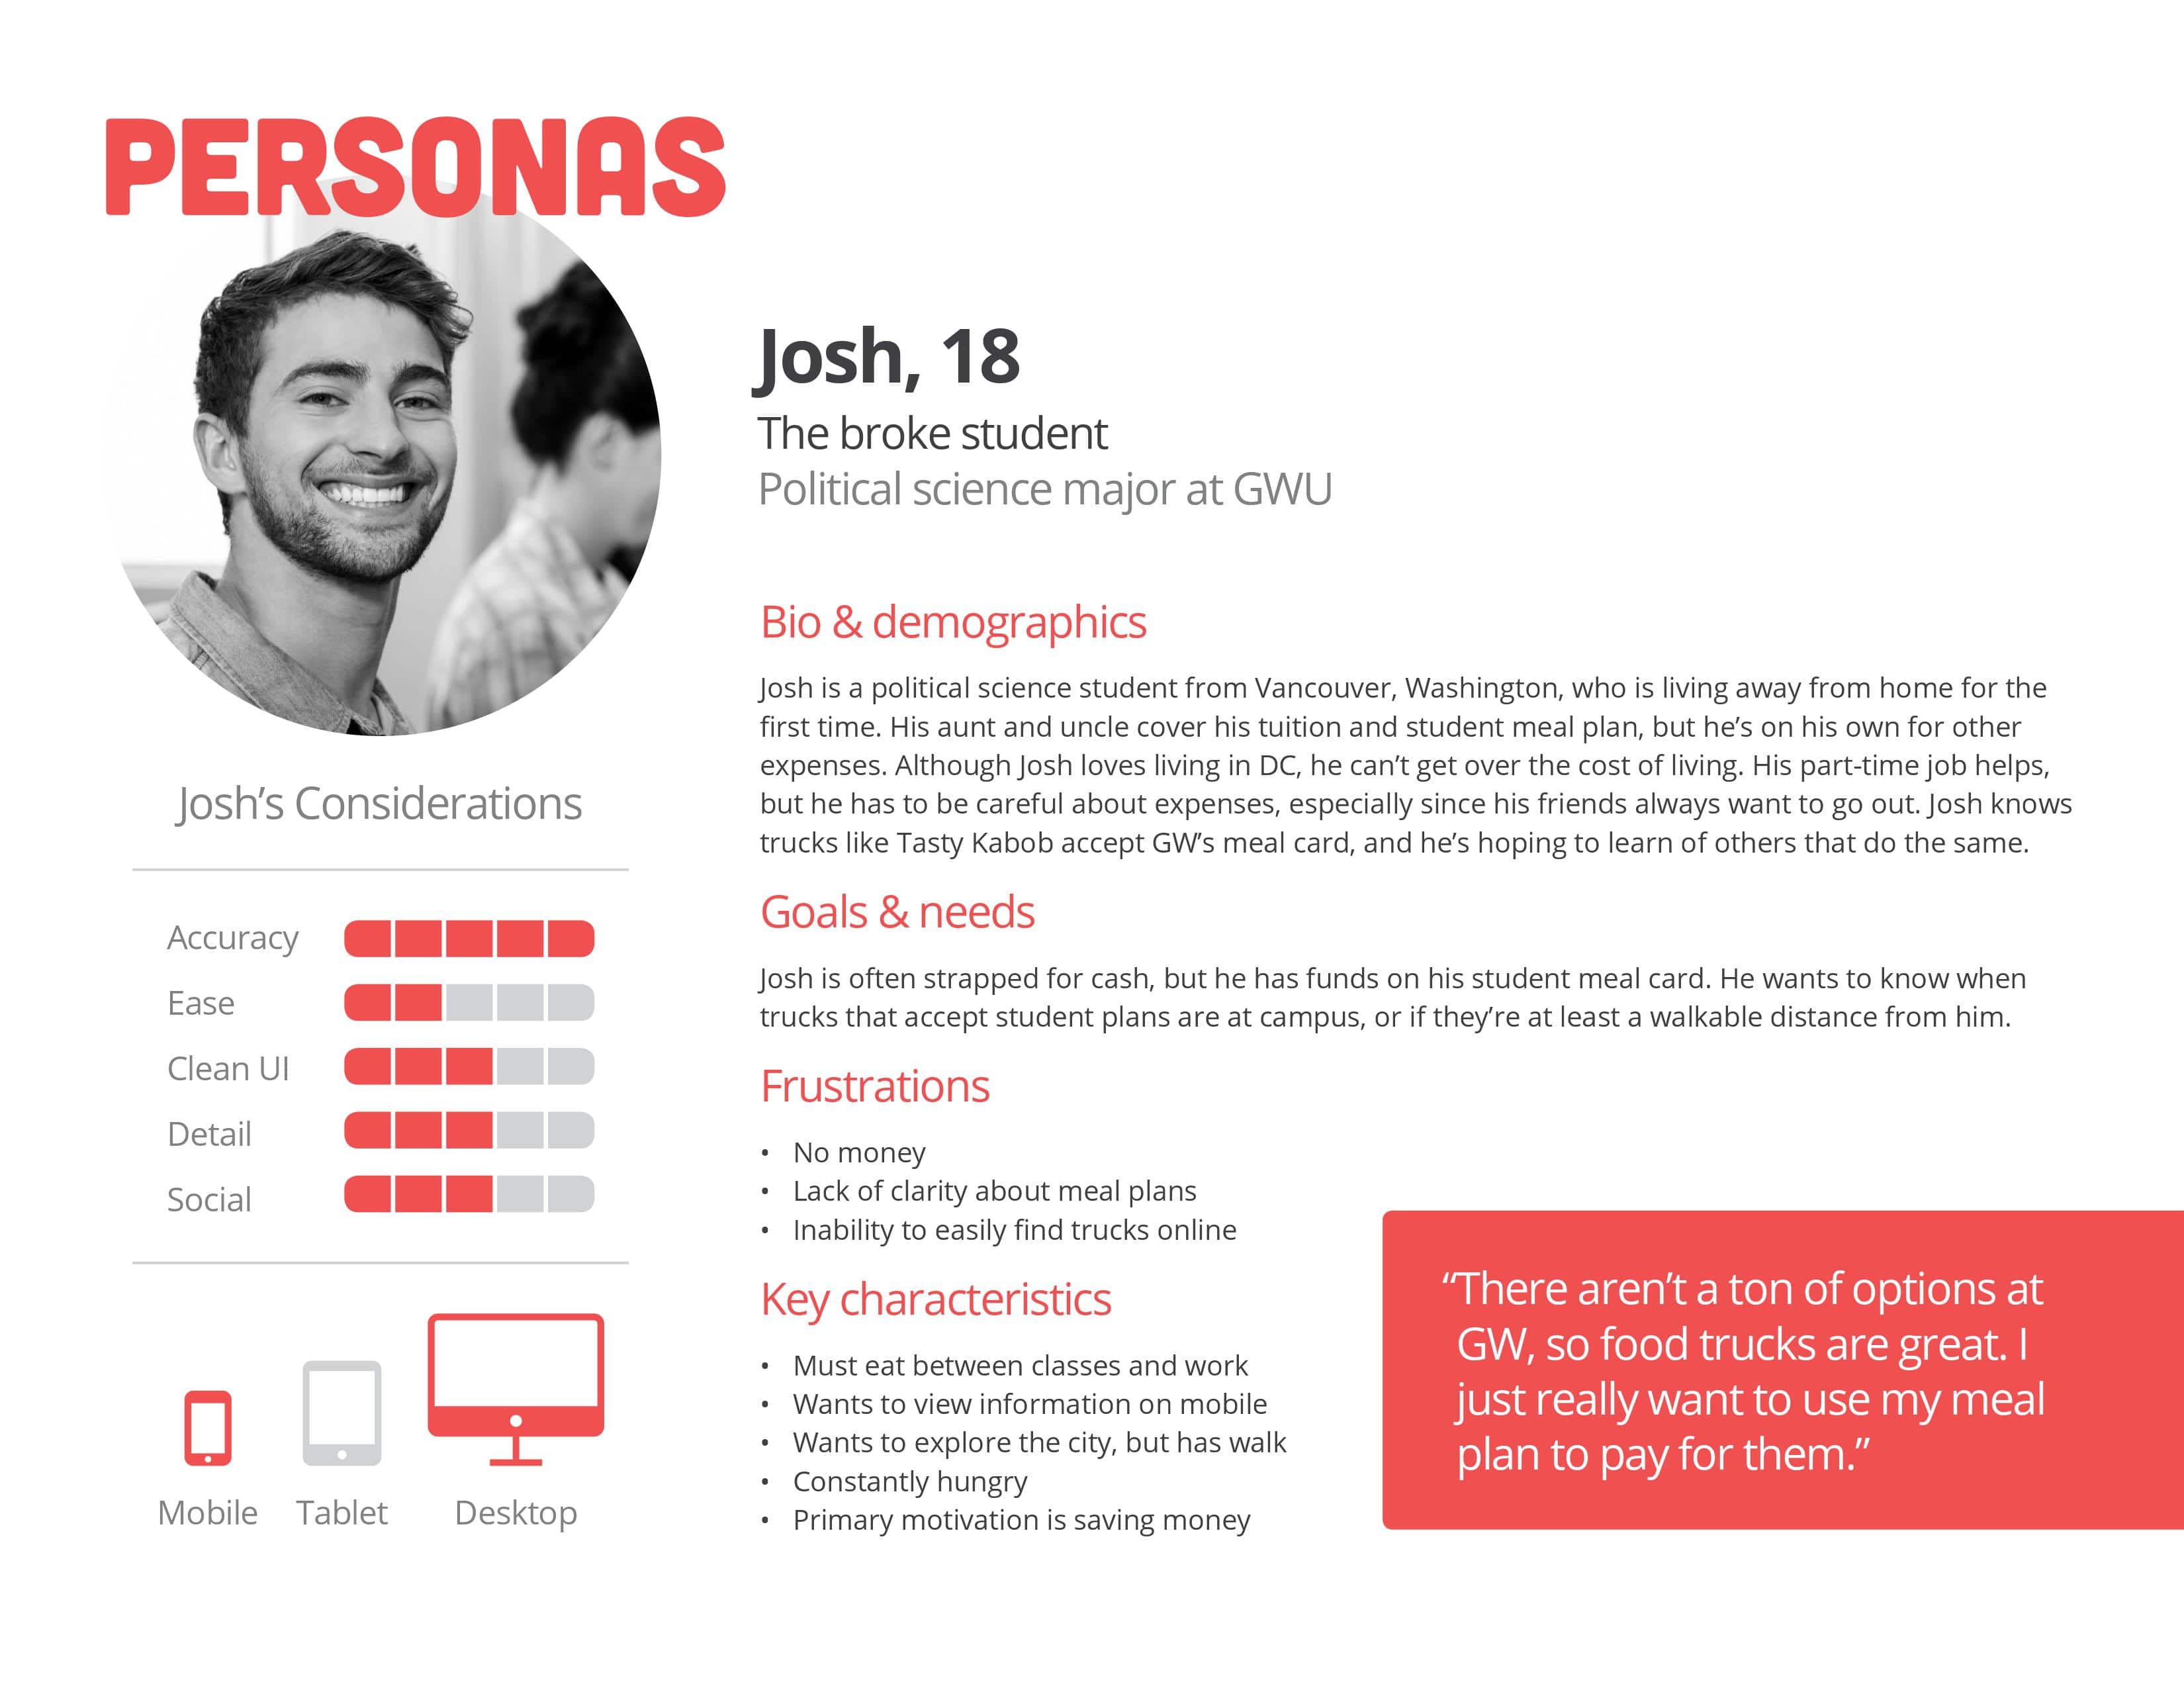 PERSONAS
Josh, 18
The broke student
Political science major at GWU
Bio & demographics
Josh is a political science student from Vancouver, Washington, who is living away from home for the
first time. His aunt and uncle cover his tuition and student meal plan, but he’s on his own for other
expenses. Although Josh loves living in DC, he can’t get over the cost of living. His part-time job helps,
but he has to be careful about expenses, especially since his friends always want to go out. Josh knows
trucks like Tasty Kabob accept GW’s meal card, and he’s hoping to learn of others that do the same.
Goals & needs
Josh is often strapped for cash, but he has funds on his student meal card. He wants to know when
trucks that accept student plans are at campus, or if they’re at least a walkable distance from him.
Frustrations
• No money
• Lack of clarity about meal plans
• Inability to easily find trucks online
Key characteristics
• Must eat between classes and work
• Wants to view information on mobile
• Wants to explore the city, but has walk
• Constantly hungry
• Primary motivation is saving money
“There aren’t a ton of options at
GW, so food trucks are great. I
just really want to use my meal
plan to pay for them.”
Josh’s Considerations
Accuracy
Ease
Clean UI
Detail
Social
Mobile Tablet Desktop